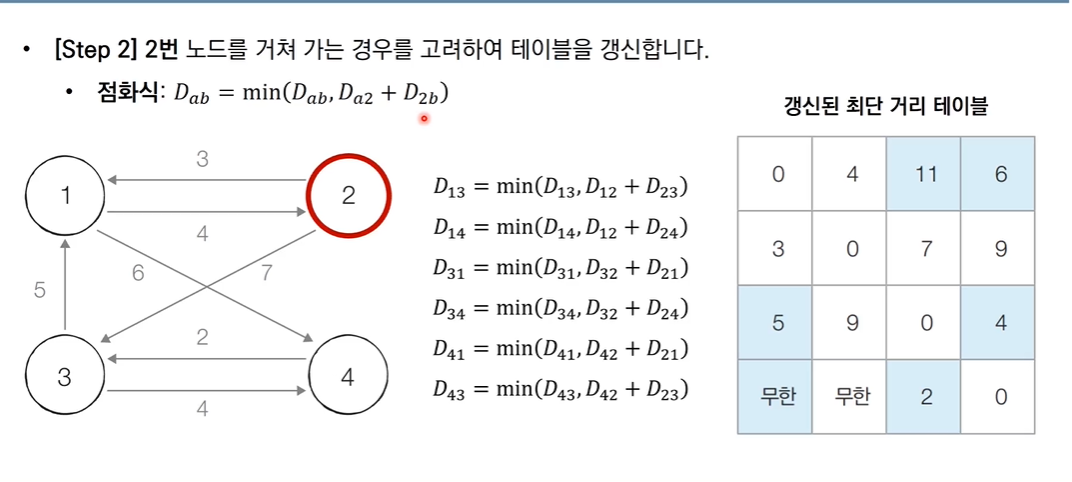 • [Step 2] 2번 노드를 거쳐 가는 경우를 고려하여 테이블을 갱신합니다.
• 점화식: D_{ab} = min(D_{ab}, D_{a2} + D_{2b})
갱신된 최단 거리 테이블
3
1
2
4
5
6
7
2
3
4
4
D_{13} = min(D_{13}, D_{12} + D_{23})
D_{14} = min(D_{14}, D_{12} + D_{24})
D_{31} = min(D_{31}, D_{32} + D_{21})
D_{34} = min(D_{34}, D_{32} + D_{24})
D_{41} = min(D_{41}, D_{42} + D_{21})
D_{43} = min(D_{43}, D_{42} + D_{23})
0 4 11 6
3 0 7 9
5 9 0 4
무한 무한 2 0